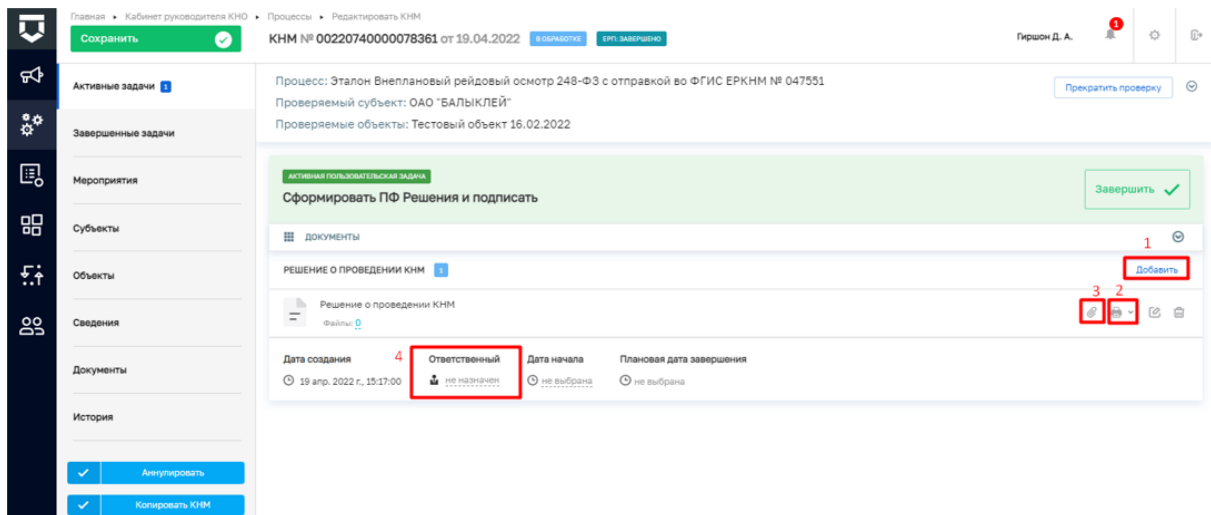 Главная ▸ Кабинет руководителя КНО ▸ Процессы ▸ Редактировать КНМ
Сохранить
КНМ № 00220740000078361 от 19.04.2022 В ОБРАБОТКЕ ЕРП: ЗАВЕРШЕНО
Гиршон Д. А.
1
Активные задачи 1
Завершенные задачи
Мероприятия
Субъекты
Объекты
Сведения
Документы
История
Аннулировать
Копировать КНМ
Процесс: Эталон Внеплановый рейдовый осмотр 248-ФЗ с отправкой во ФГИС ЕРКНМ № 047551
Прекратить проверку
Проверяемый субъект: ОАО "БАЛЫКЛЕЙ"
Проверяемые объекты: Тестовый объект 16.02.2022
АКТИВНАЯ ПОЛЬЗОВАТЕЛЬСКАЯ ЗАДАЧА
Сформировать ПФ Решения и подписать
Завершить
ДОКУМЕНТЫ
1
РЕШЕНИЕ О ПРОВЕДЕНИИ КНМ 1
Добавить
3 2
Решение о проведении КНМ
Файлы: 0
4
Дата создания Ответственный Дата начала Плановая дата завершения
19 апр. 2022 г., 15:17:00 не назначен не выбрана не выбрана